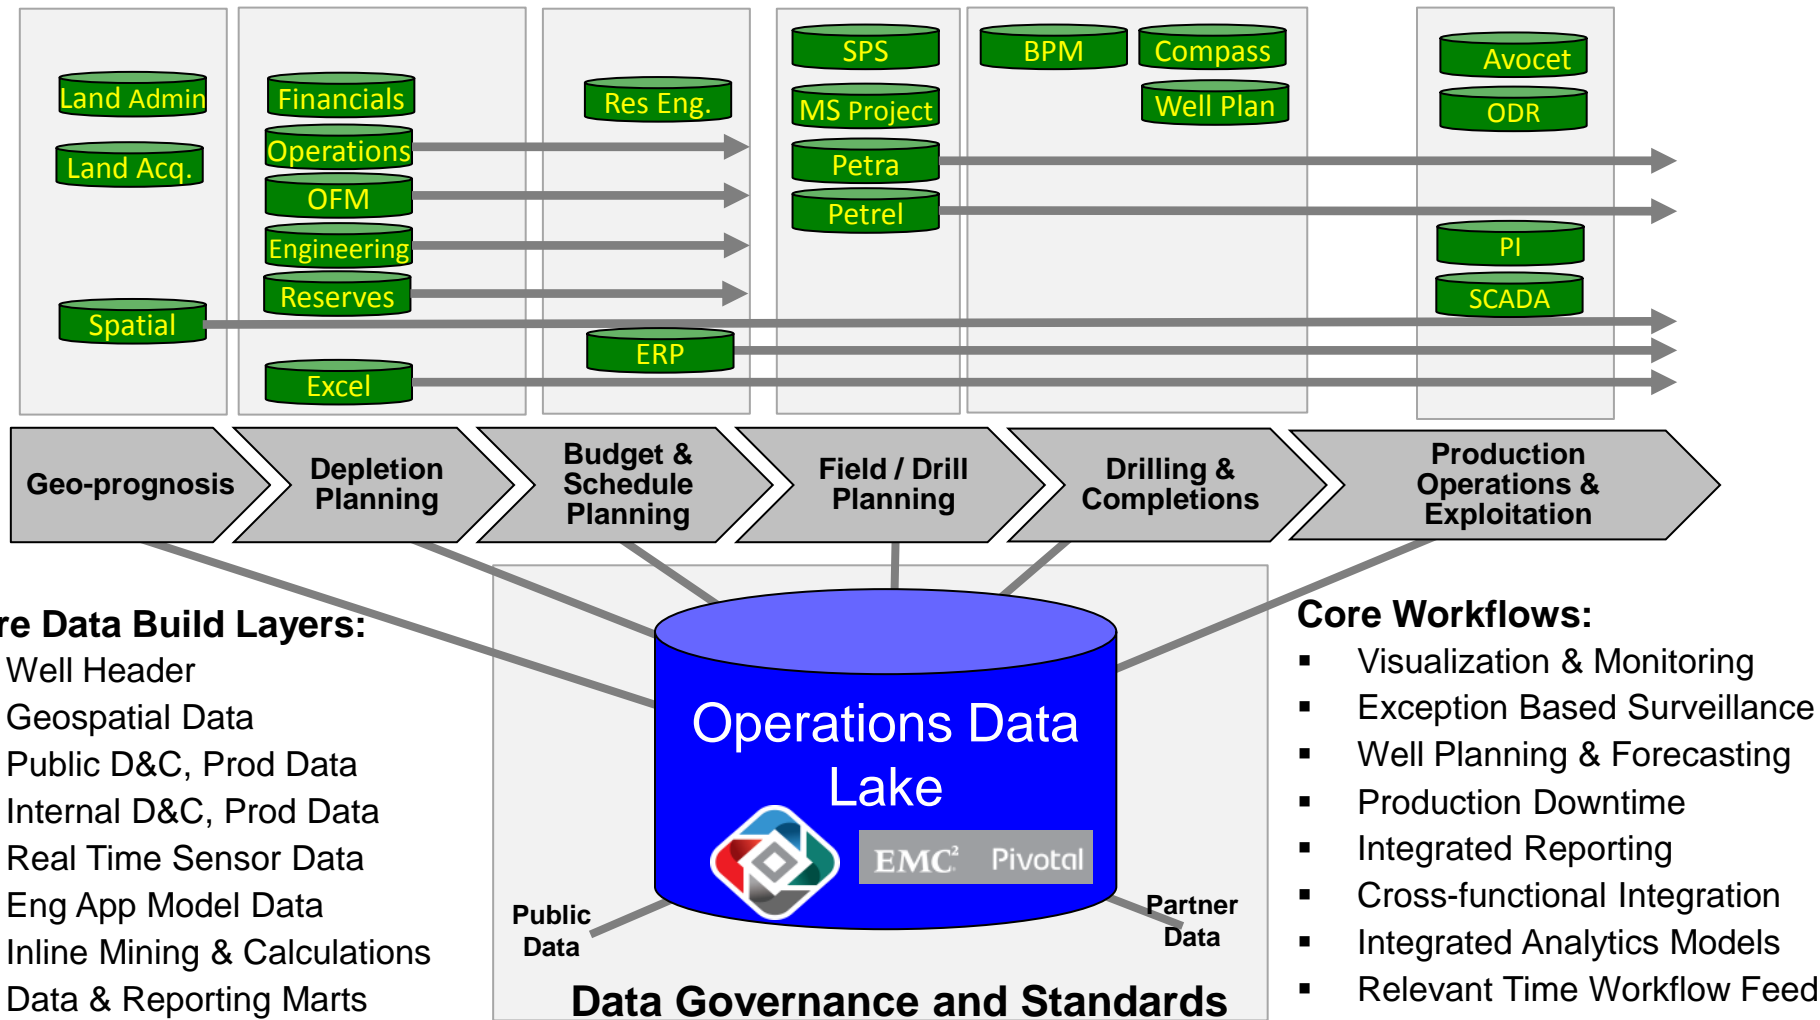 SPS
BPM
Compass
Avocet
Land Admin
Financials
Res Eng.
MS Project
Well Plan
ODR
Operations
Land Acq.
Petra
OFM
Petrel
Engineering
PI
Reserves
SCADA
Spatial
ERP
Excel
Geo-prognosis
Depletion
Planning
Budget &
Schedule
Planning
Field / Drill
Planning
Drilling &
Completions
Production
Operations &
Exploitation
re Data Build Layers:
Well Header
Geospatial Data
Public D&C, Prod Data
Internal D&C, Prod Data
Real Time Sensor Data
Eng App Model Data
Inline Mining & Calculations
Data & Reporting Marts
Operations Data
Lake
EMC² Pivotal
Public
Data
Partner
Data
Data Governance and Standards
Core Workflows:
▪ Visualization & Monitoring
▪ Exception Based Surveillance
▪ Well Planning & Forecasting
▪ Production Downtime
▪ Integrated Reporting
▪ Cross-functional Integration
▪ Integrated Analytics Models
▪ Relevant Time Workflow Feed